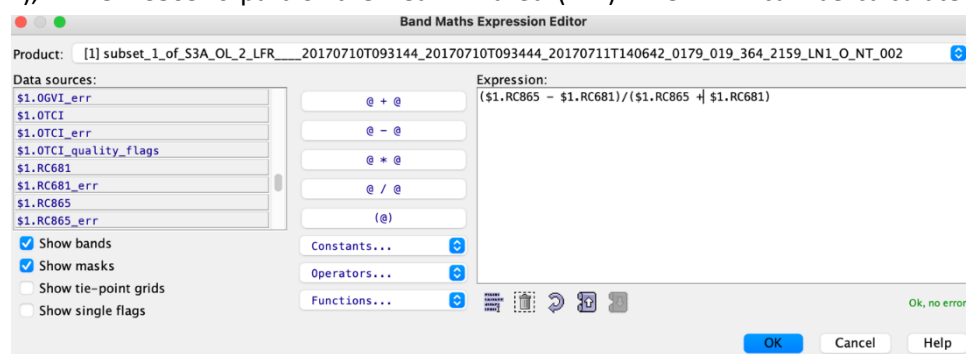 Band Maths Expression Editor
Product: [1] subset_1_of_S3A_OL_2_LFR____20170710T093144_20170710T093444_20170711T140642_0179_019_364_2159_LN1_O_NT_002
Data sources:
Expression:
$1.OGVI_err
$1.OTCI
$1.OTCI_err
$1.OTCI_quality_flags
$1.RC681
$1.RC681_err
$1.RC865
$1.RC865_err
@ + @
@ - @
@ * @
@ / @
(@)
Constants...
Operators...
Functions...
($1.RC865 - $1.RC681)/($1.RC865 + $1.RC681)
Show bands
Show masks
Show tie-point grids
Show single flags
Ok, no error
OK
Cancel
Help